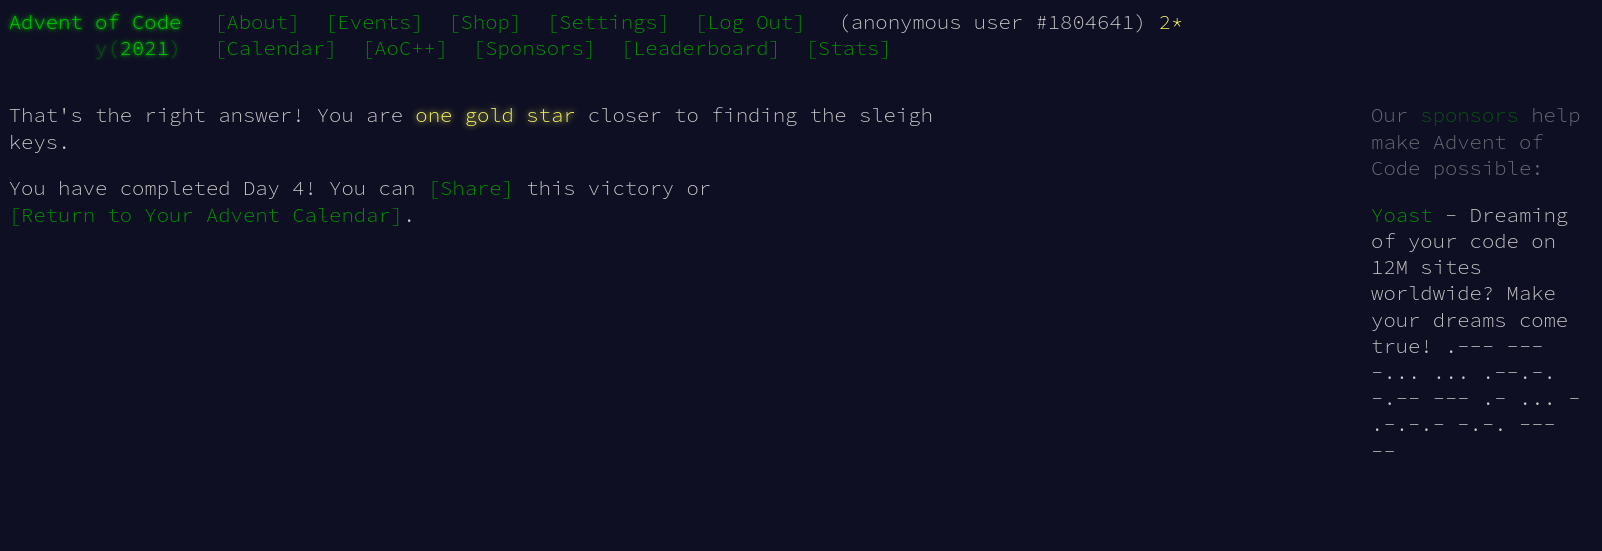 Advent of Code [About] [Events] [Shop] [Settings] [Log Out] (anonymous user #1804641) 2*
y(2021) [Calendar] [AoC++] [Sponsors] [Leaderboard] [Stats]
That's the right answer! You are one gold star closer to finding the sleigh
keys.
You have completed Day 4! You can [Share] this victory or
[Return to Your Advent Calendar].
Our sponsors help
make Advent of
Code possible:
Yoast - Dreaming
of your code on
12M sites
worldwide? Make
your dreams come
true! .--- ---
-... ... .--.-.
-.-- --- .- ... -
.-.-.- -.-. ---
--